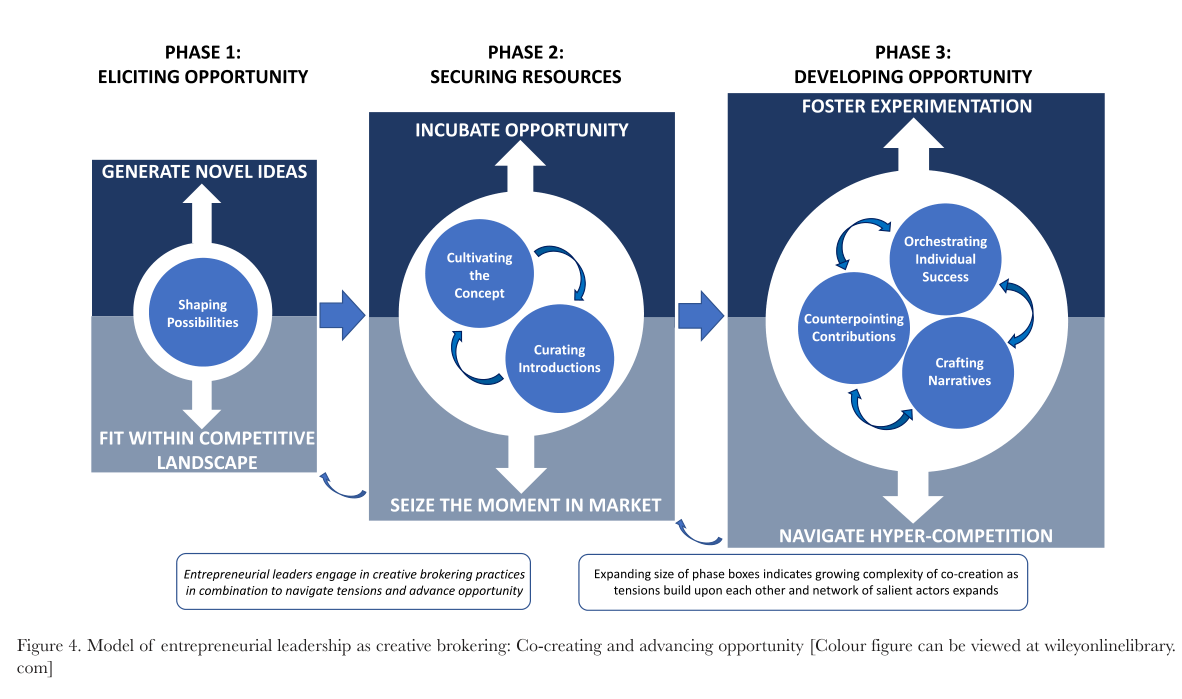 PHASE 1:
ELICITING OPPORTUNITY
PHASE 2:
SECURING RESOURCES
PHASE 3:
DEVELOPING OPPORTUNITY
GENERATE NOVEL IDEAS
Shaping
Possibilities
FIT WITHIN COMPETITIVE
LANDSCAPE
INCUBATE OPPORTUNITY
Cultivating
the
Concept
Curating
Introductions
SEIZE THE MOMENT IN MARKET
FOSTER EXPERIMENTATION
Orchestrating
Individual
Success
Counterpointing
Contributions
Crafting
Narratives
NAVIGATE HYPER-COMPETITION
Entrepreneurial leaders engage in creative brokering practices
in combination to navigate tensions and advance opportunity
Expanding size of phase boxes indicates growing complexity of co-creation as
tensions build upon each other and network of salient actors expands
Figure 4. Model of entrepreneurial leadership as creative brokering: Co-creating and advancing opportunity [Colour figure can be viewed at wileyonlinelibrary.
com]